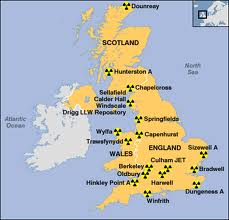 Dounreay
SCOTLAND
Hunterston A
Chapelcross
North
Sea
Sellafield
Calder Hall
Windscale
Drigg LLW Repository
Springfields
Atlantic
Ocean
Wylfa
Capenhurst
Trawsfynydd
Sizewell A
WALES
ENGLAND
Culham JET
Berkeley
Oldbury
Bradwell
Harwell
Hinkley Point A
Dungeness A
Winfrith